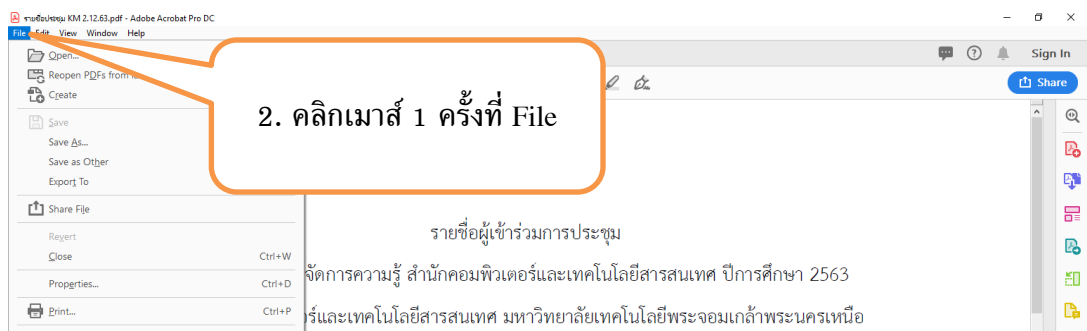 รายชื่อประชุม KM 2.12.63.pdf - Adobe Acrobat Pro DC
File Edit View Window Help
Open...
Sign In
Reopen PDFs from
Create
Share
2. คลิกเมาส์ 1 ครั้งที่ File
Save
Save As...
Save as Other
Export To
Share File
Revert
รายชื่อผู้เข้าร่วมการประชุม
Close Ctrl+W
จัดการความรู้ สำนักคอมพิวเตอร์และเทคโนโลยีสารสนเทศ ปีการศึกษา 2563
Properties... Ctrl+D
Print... Ctrl+P
ร์และเทคโนโลยีสารสนเทศ มหาวิทยาลัยเทคโนโลยีพระจอมเกล้าพระนครเหนือ